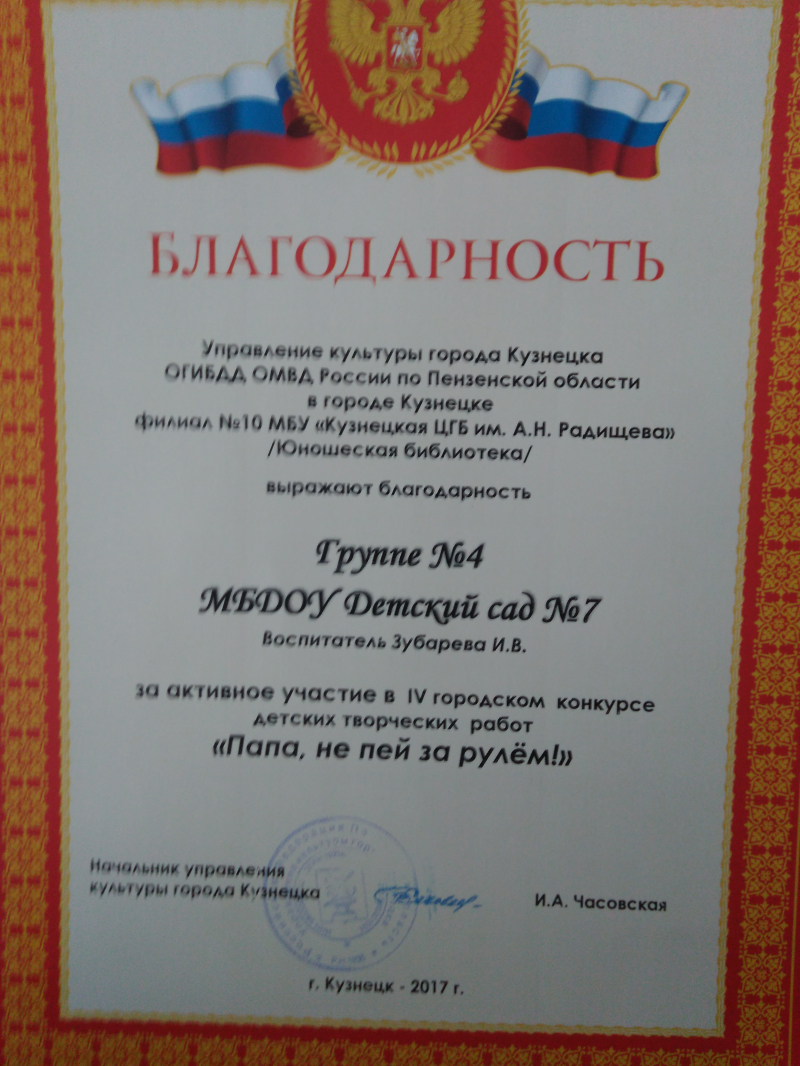 БЛАГОДАРНОСТЬ
Управление культуры города Кузнецка
ОГИБДД ОМВД России по Пензенской области
в городе Кузнецке
филиал №10 МБУ «Кузнецкая ЦГБ им. А.Н. Радищева»
/Юношеская библиотека/
выражают благодарность
Группе №4
МБДОУ Детский сад №7
Воспитатель Зубарева И.В.
за активное участие в IV городском конкурсе
детских творческих работ
«Папа, не пей за рулём!»
Начальник управления
культуры города Кузнецка
И.А. Часовская
г. Кузнецк - 2017 г.